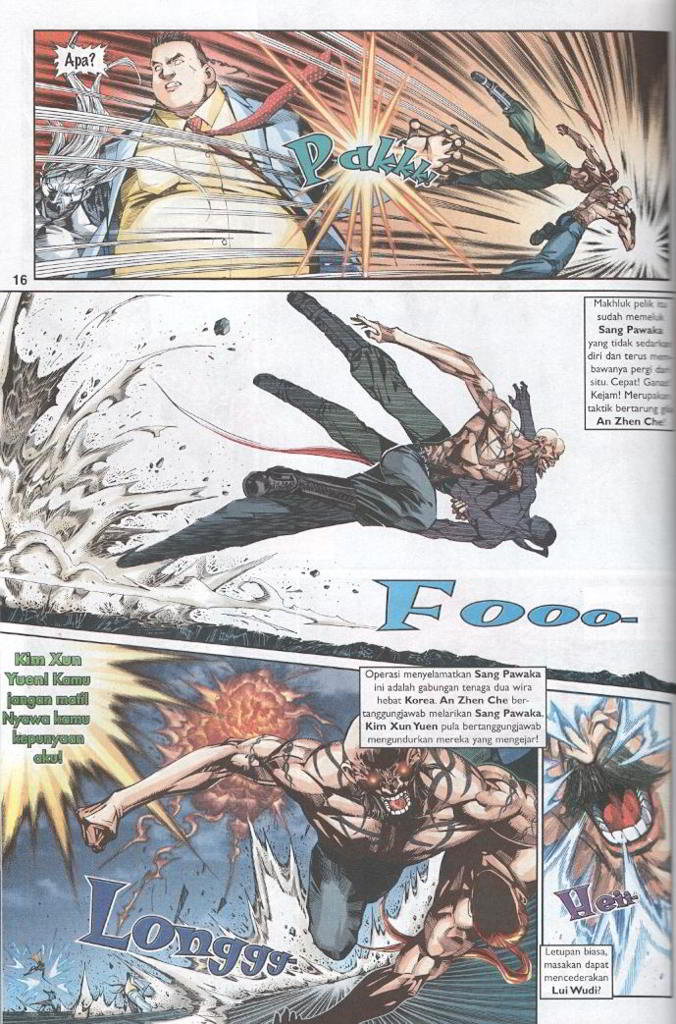 Apa?
Pakkk
16
Makhluk pelik itu
sudah memeluk
Sang Pawaka
yang tidak sedarkan
diri dan terus mem-
bawanya pergi dari
situ. Cepat! Ganas!
Kejam! Merupakan
taktik bertarung
An Zhen Che!
Fooo-
Kim Xun
Yuen! Kamu
jangan mati!
Nyawa kamu
kepunyaan
aku!
Operasi menyelamatkan Sang Pawaka
ini adalah gabungan tenaga dua wira
hebat Korea. An Zhen Che ber-
tanggungjawab melarikan Sang Pawaka.
Kim Xun Yuen pula bertanggungjawab
mengundurkan mereka yang mengejar!
Longgg-
Heii-
Letupan biasa,
masakan dapat
mencederakan
Lui Wudi?